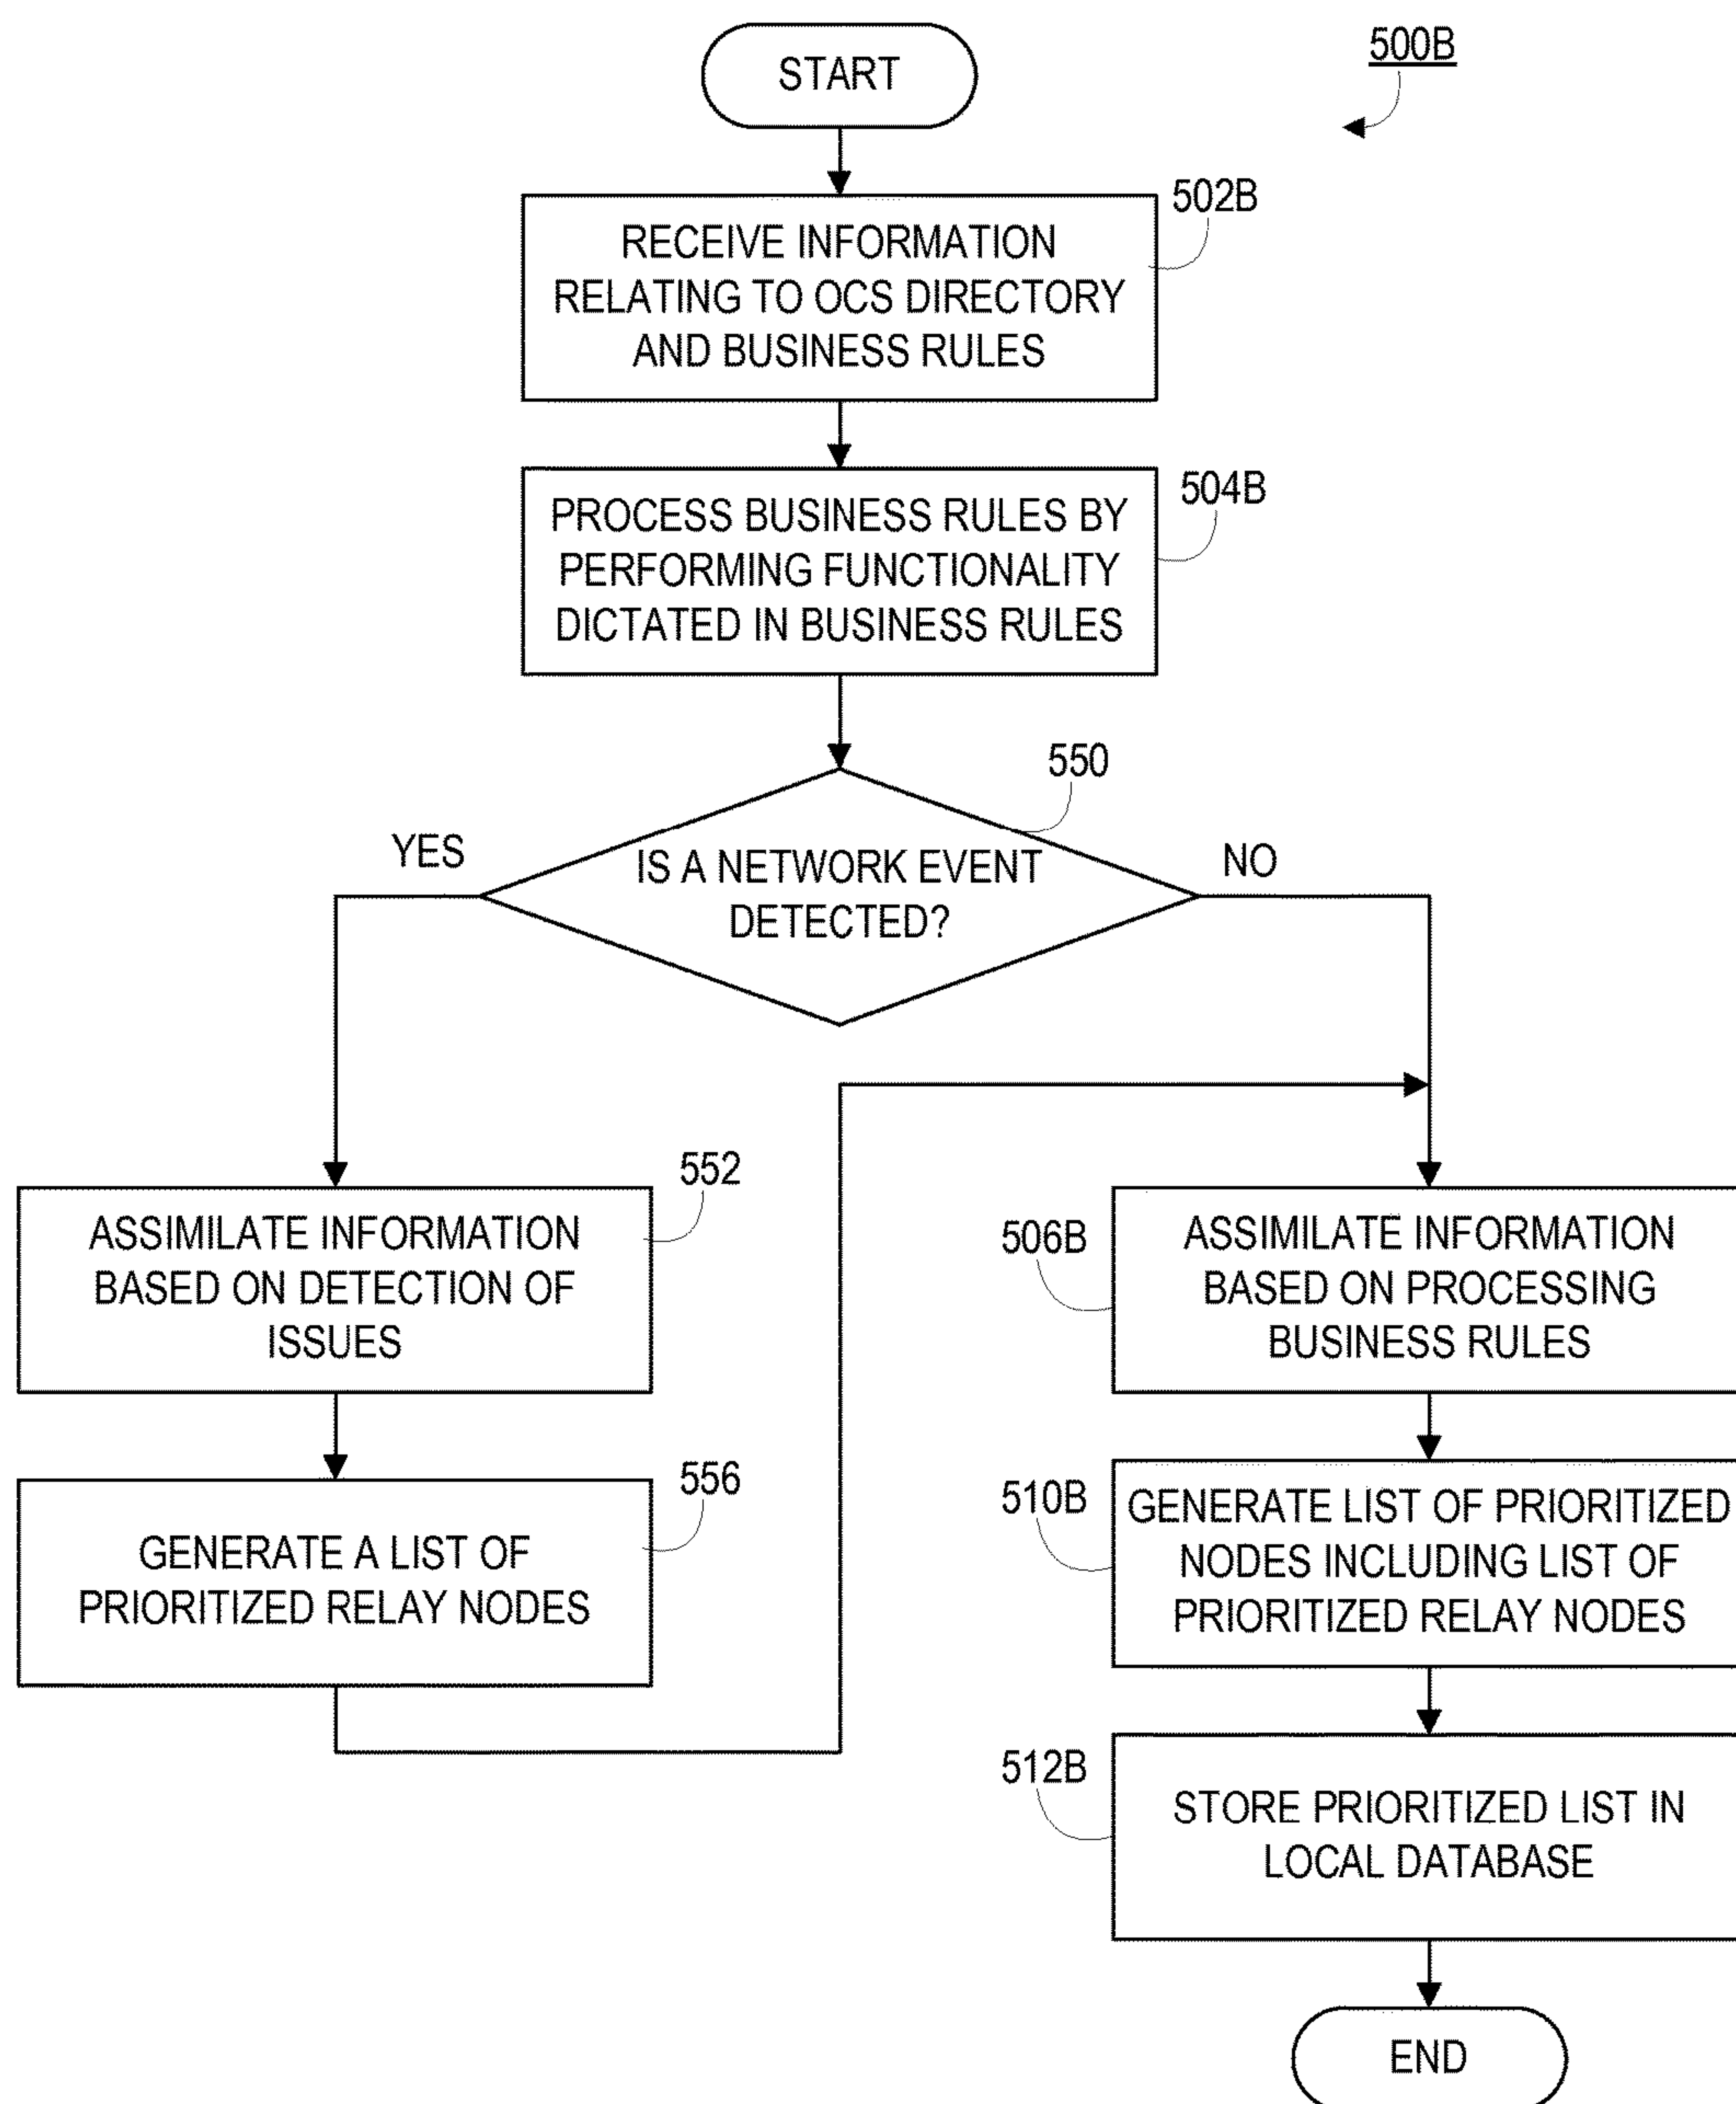 START
500B
502B
RECEIVE INFORMATION
RELATING TO OCS DIRECTORY
AND BUSINESS RULES
504B
PROCESS BUSINESS RULES BY
PERFORMING FUNCTIONALITY
DICTATED IN BUSINESS RULES
550
YES
IS A NETWORK EVENT
DETECTED?
NO
552
ASSIMILATE INFORMATION
BASED ON DETECTION OF
ISSUES
556
GENERATE A LIST OF
PRIORITIZED RELAY NODES
506B
ASSIMILATE INFORMATION
BASED ON PROCESSING
BUSINESS RULES
510B
GENERATE LIST OF PRIORITIZED
NODES INCLUDING LIST OF
PRIORITIZED RELAY NODES
512B
STORE PRIORITIZED LIST IN
LOCAL DATABASE
END